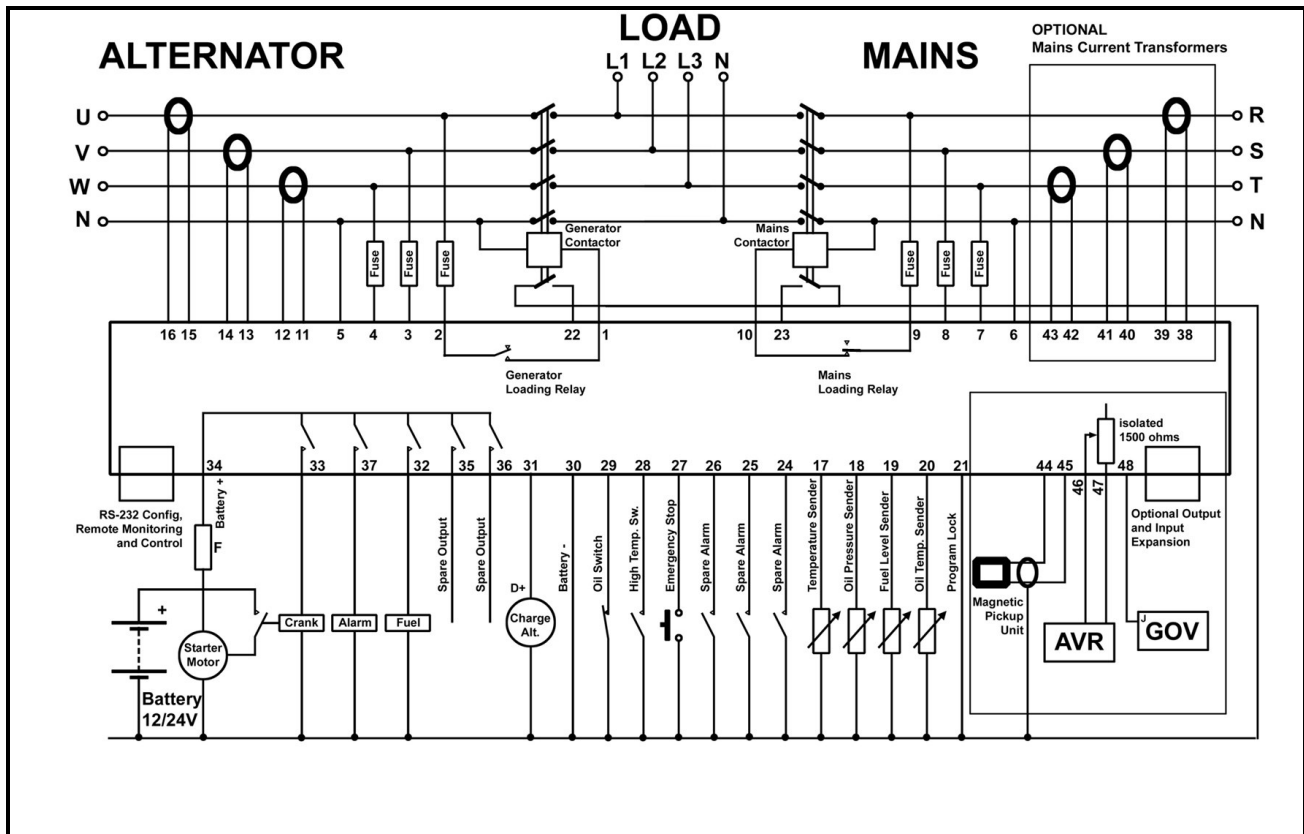 OPTIONAL
Mains Current Transformers
ALTERNATOR
LOAD
MAINS
L1 L2 L3 N
U
R
V
S
W
T
N
N
Generator
Contactor
Mains
Contactor
Fuse
Fuse
Fuse
Fuse
Fuse
Fuse
16 15 14 13 12 11 5 4 3 2 22 1 10 23 9 8 7 6 43 42 41 40 39 38
Generator
Loading Relay
Mains
Loading Relay
isolated
1500 ohms
34 33 37 32 35 36 31 30 29 28 27 26 25 24 17 18 19 20 21 44 45 46 47 48
RS-232 Config,
Remote Monitoring
and Control
Battery +
F
Spare Output
Spare Output
Battery -
Oil Switch
High Temp. Sw.
Emergency Stop
Spare Alarm
Spare Alarm
Spare Alarm
Temperature Sender
Oil Pressure Sender
Fuel Level Sender
Oil Temp. Sender
Program Lock
Optional Output
and Input
Expansion
Magnetic
Pickup
Unit
AVR
J
GOV
+
Starter
Motor
Crank
Alarm
Fuel
D+
Charge
Alt.
Battery
12/24V